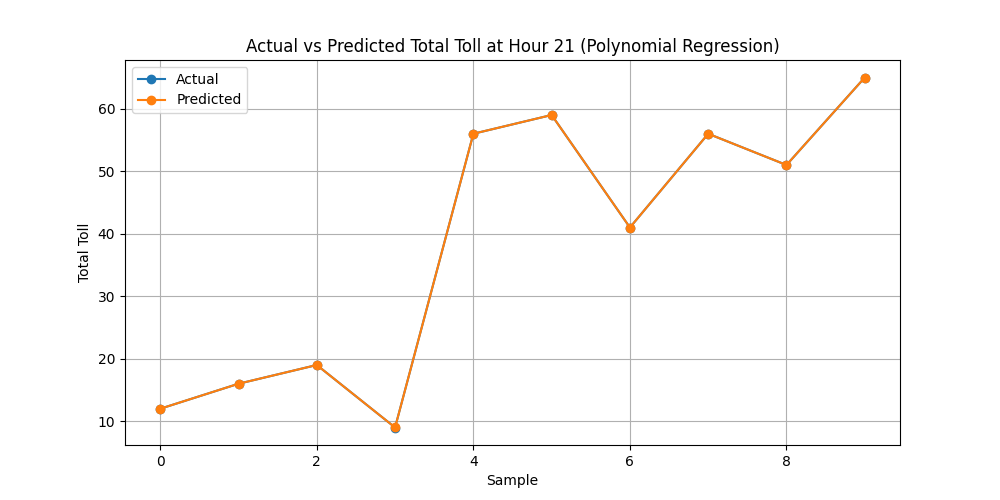 Actual vs Predicted Total Toll at Hour 21 (Polynomial Regression)
Actual
Predicted
60
50
40
30
20
10
Total Toll
0 2 4 6 8
Sample